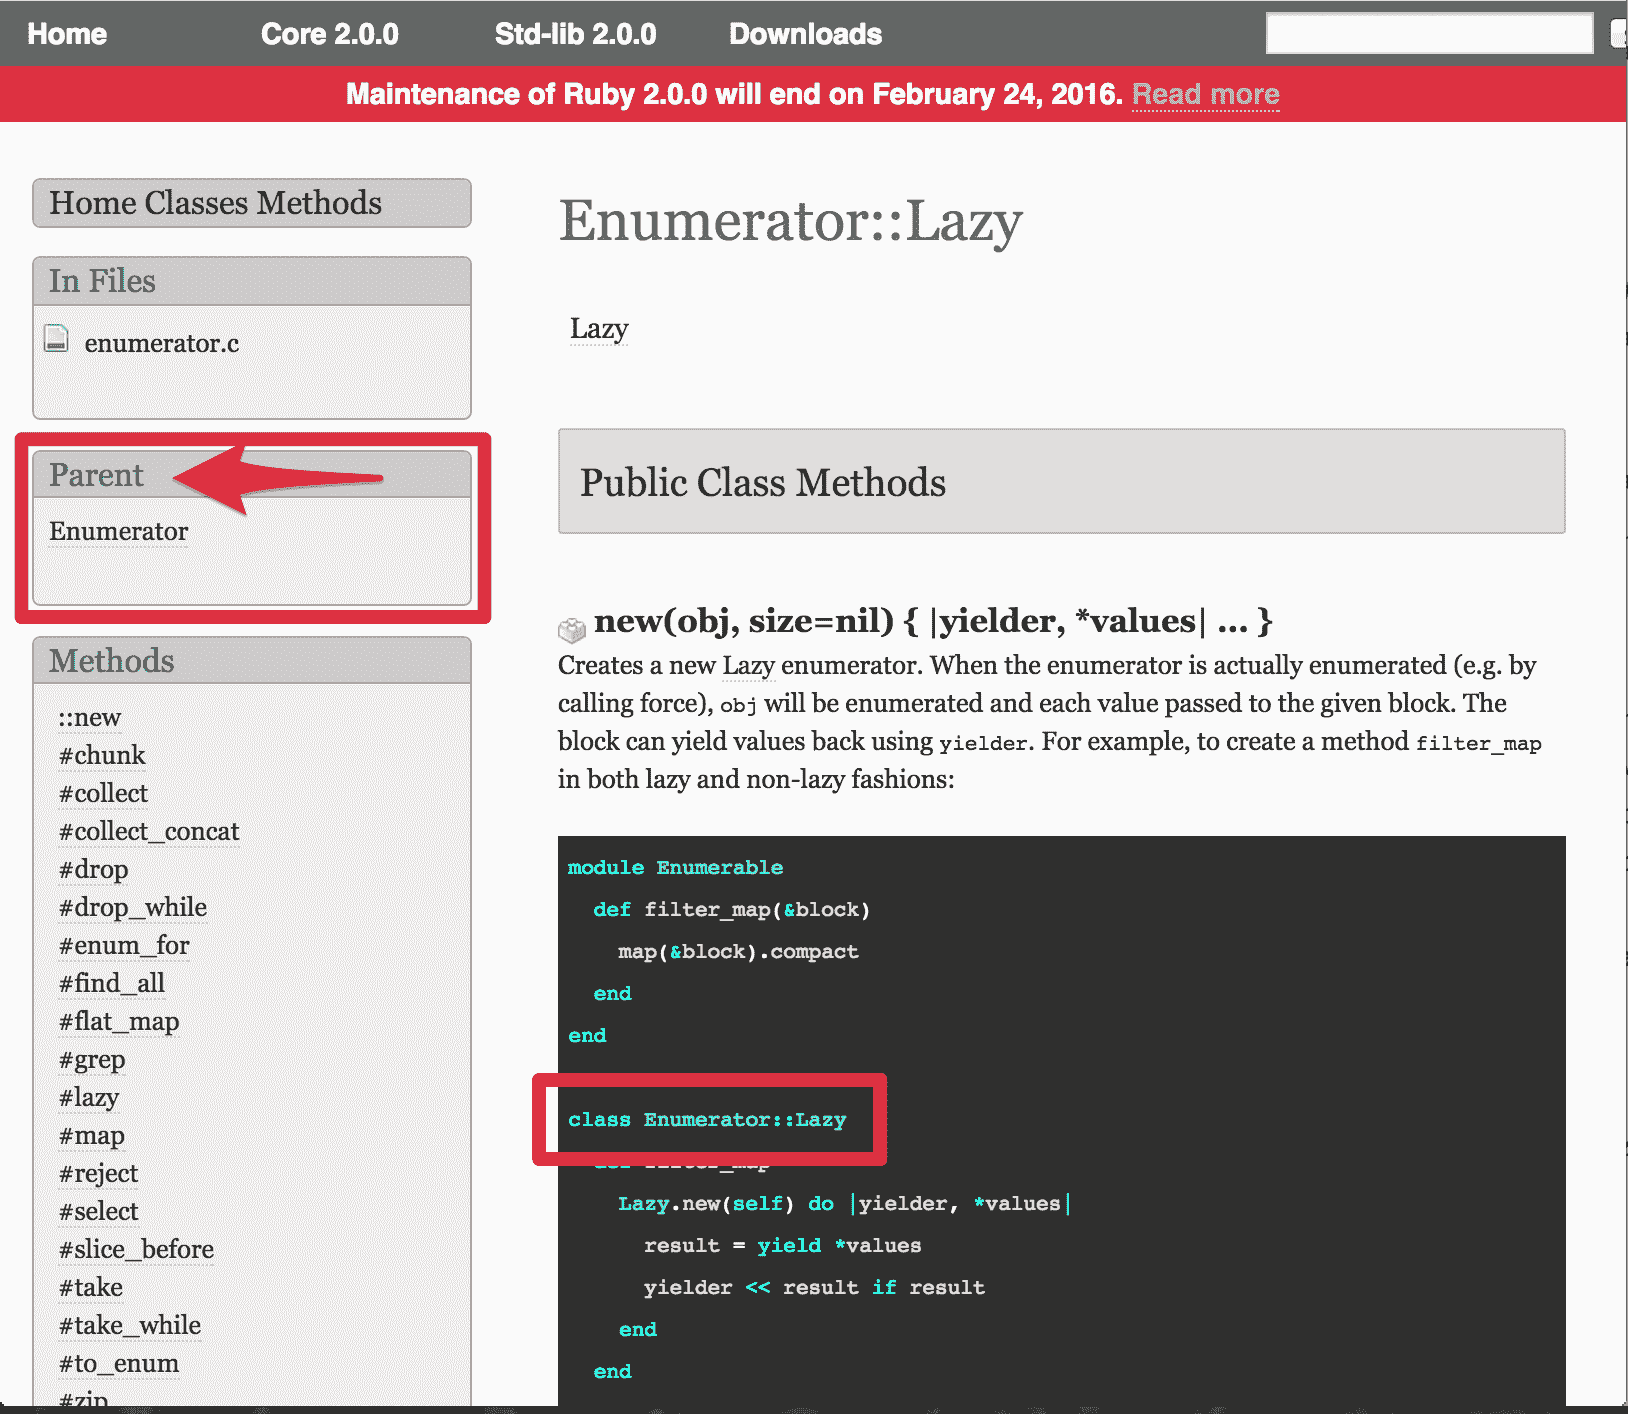 Home Core 2.0.0 Std-lib 2.0.0 Downloads
Maintenance of Ruby 2.0.0 will end on February 24, 2016. Read more
Home Classes Methods
In Files
enumerator.c
Parent
Enumerator
Methods
::new
#chunk
#collect
#collect_concat
#drop
#drop_while
#enum_for
#find_all
#flat_map
#grep
#lazy
#map
#reject
#select
#slice_before
#take
#take_while
#to_enum
#zip
Enumerator::Lazy
Lazy
Public Class Methods
new(obj, size=nil) { |yielder, *values| ... }
Creates a new Lazy enumerator. When the enumerator is actually enumerated (e.g. by
calling force), obj will be enumerated and each value passed to the given block. The
block can yield values back using yielder. For example, to create a method filter_map
in both lazy and non-lazy fashions:
module Enumerable
def filter_map(&block)
map(&block).compact
end
end
class Enumerator::Lazy
def filter_map
Lazy.new(self) do |yielder, *values|
result = yield *values
yielder << result if result
end
end